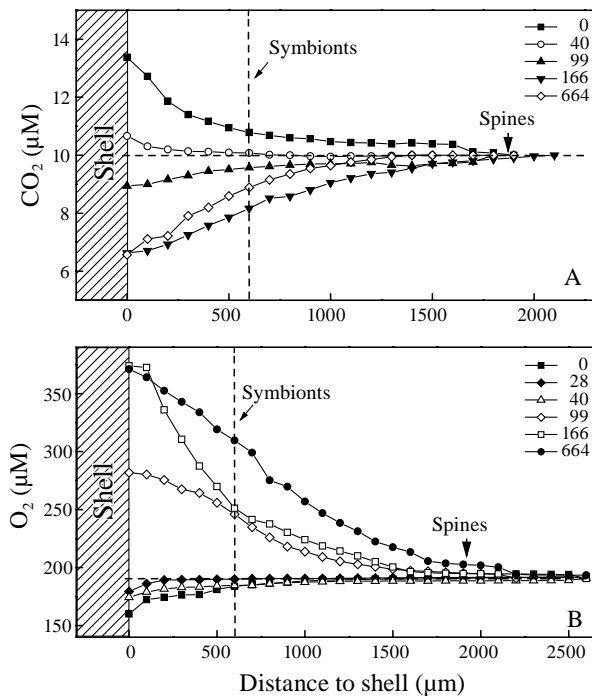 14
12
10
8
6
CO₂ (µM)
Shell
Symbionts
Spines
0
40
99
166
664
A
0
500
1000
1500
2000
350
300
250
200
150
O₂ (µM)
Shell
Symbionts
Spines
0
28
40
99
166
664
B
0
500
1000
1500
2000
2500
Distance to shell (µm)